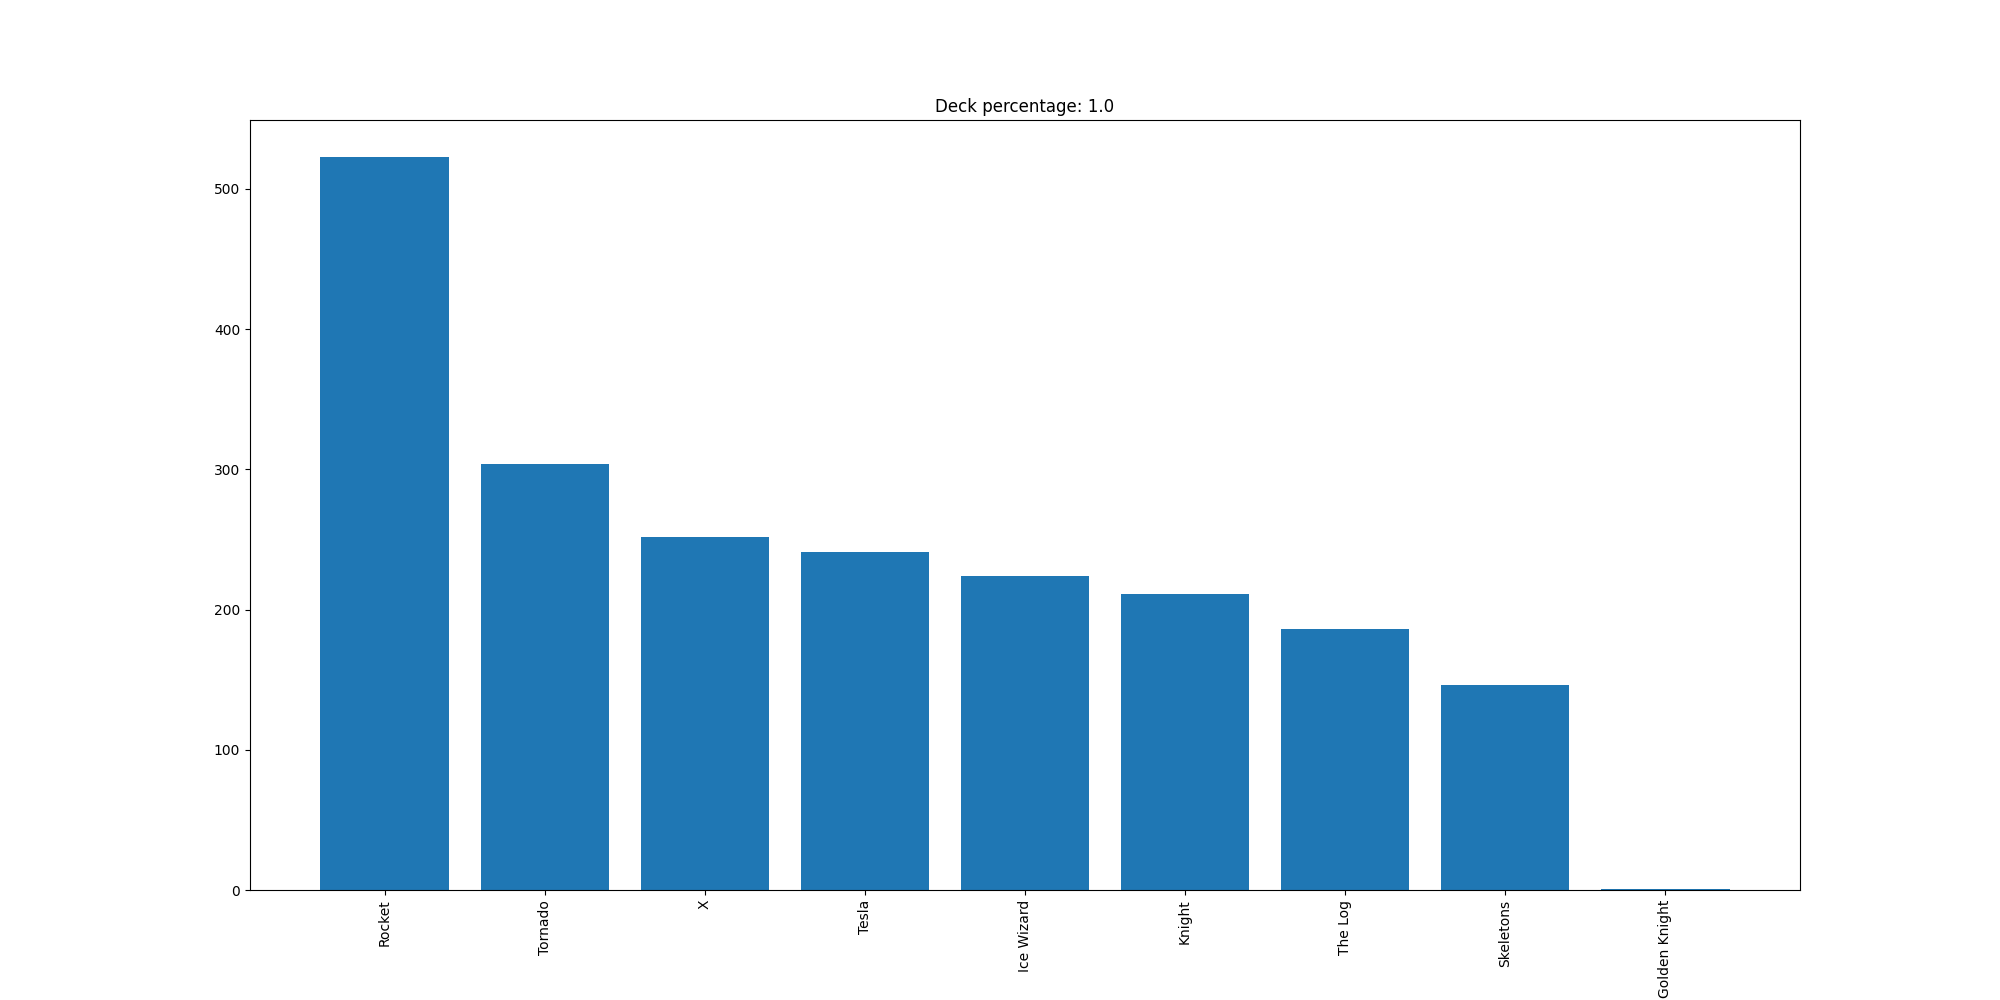 Deck percentage: 1.0
500
400
300
200
100
0
Rocket
Tornado
X
Tesla
Ice Wizard
Knight
The Log
Skeletons
Golden Knight